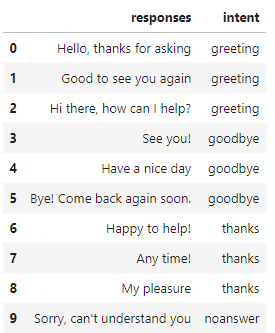 responses intent
0 Hello, thanks for asking greeting
1 Good to see you again greeting
2 Hi there, how can I help? greeting
3 See you! goodbye
4 Have a nice day goodbye
5 Bye! Come back again soon. goodbye
6 Happy to help! thanks
7 Any time! thanks
8 My pleasure thanks
9 Sorry, can't understand you noanswer